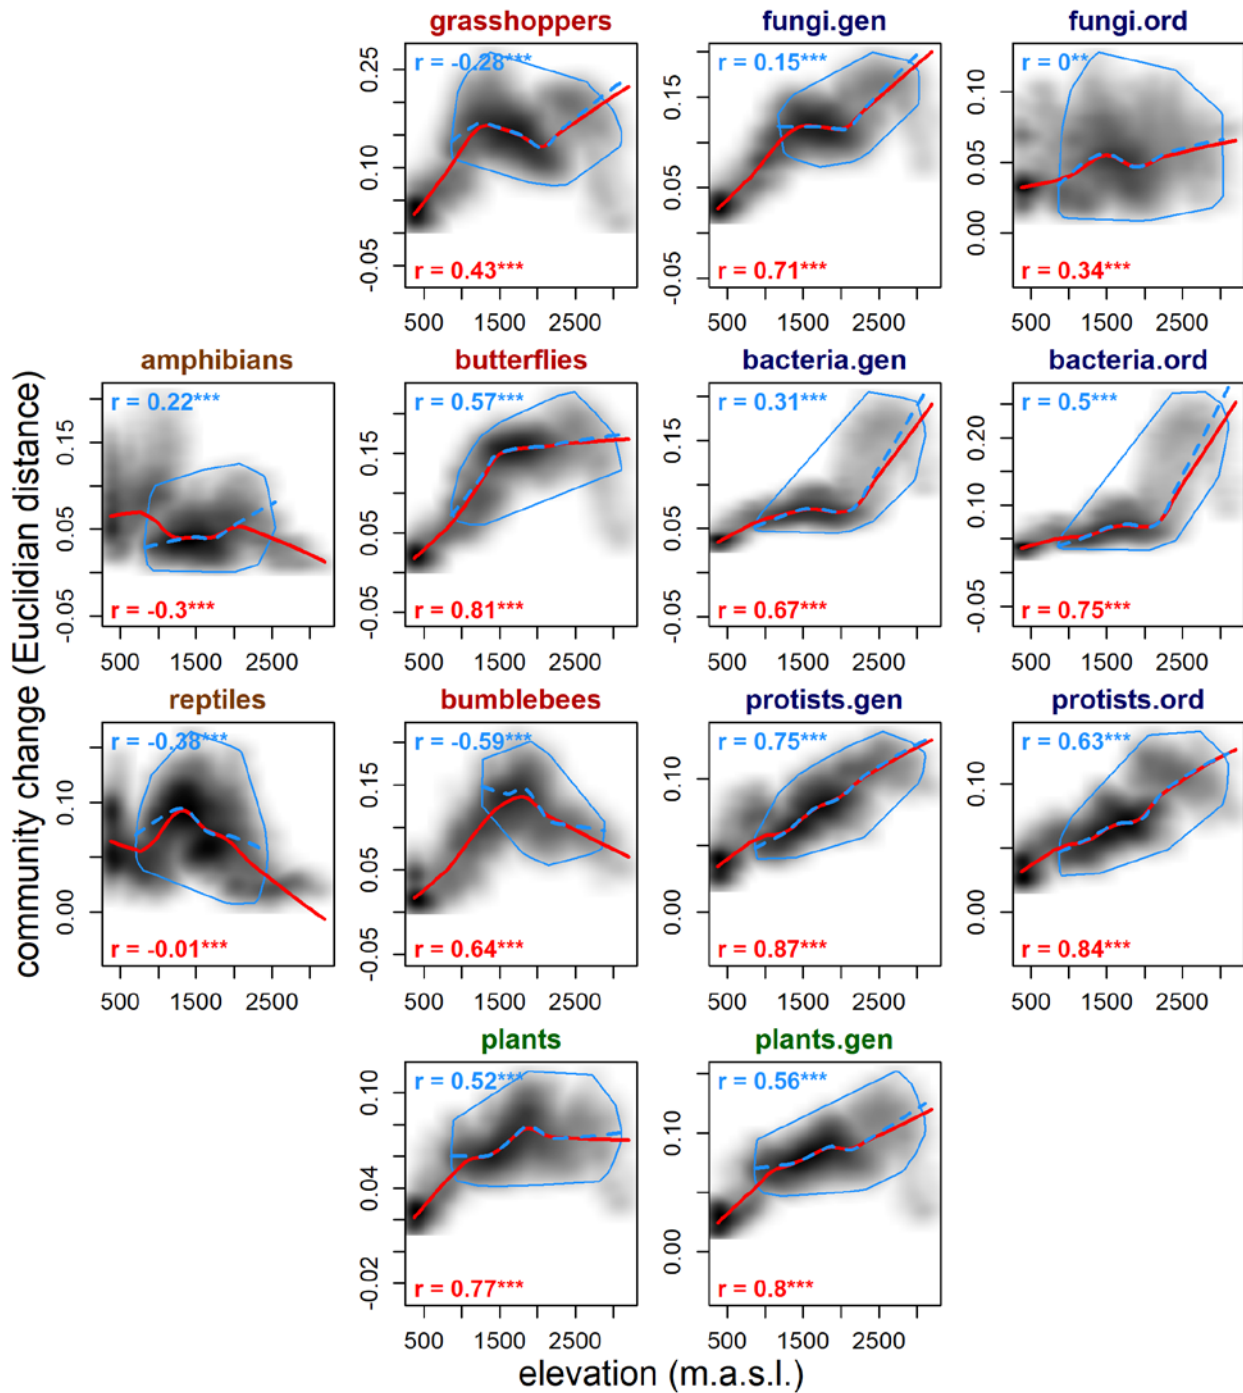 grasshoppers
r = -0.28***
r = 0.43***
-0.05 0.10 0.25
500 1500 2500
fungi.gen
r = 0.15***
r = 0.71***
-0.05 0.05 0.15
500 1500 2500
fungi.ord
r = 0**
r = 0.34***
0.00 0.05 0.10
500 1500 2500
amphibians
r = 0.22***
r = -0.3***
-0.05 0.05 0.15
500 1500 2500
butterflies
r = 0.57***
r = 0.81***
-0.05 0.05 0.15
500 1500 2500
bacteria.gen
r = 0.31***
r = 0.67***
-0.05 0.05 0.15
500 1500 2500
bacteria.ord
r = 0.5***
r = 0.75***
-0.05 0.10 0.20
500 1500 2500
reptiles
r = -0.38***
r = -0.01***
0.00 0.10
500 1500 2500
bumblebees
r = -0.59***
r = 0.64***
-0.05 0.05 0.15
500 1500 2500
protists.gen
r = 0.75***
r = 0.87***
0.00 0.10
500 1500 2500
protists.ord
r = 0.63***
r = 0.84***
0.00 0.10
500 1500 2500
plants
r = 0.52***
r = 0.77***
-0.02 0.04 0.10
500 1500 2500
plants.gen
r = 0.56***
r = 0.8***
0.00 0.10
500 1500 2500
community change (Euclidian distance)
elevation (m.a.s.l.)